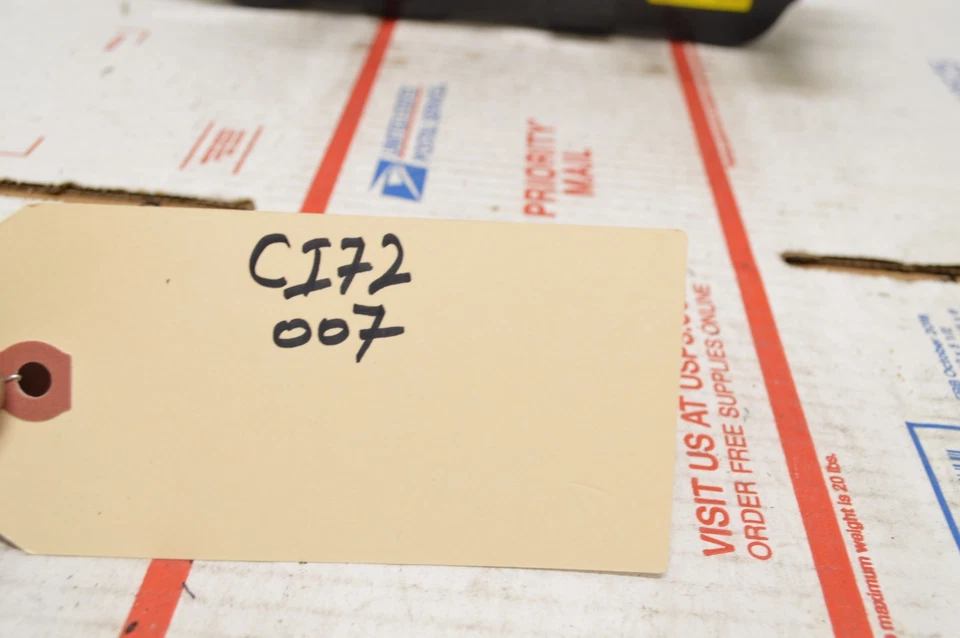 CI72
007
UNITED STATES
POSTAL SERVICE
PRIORITY
MAIL
VISIT US AT USPS.
ORDER FREE SUPPLIES ONLINE
maximum weight is 20 lbs.
October